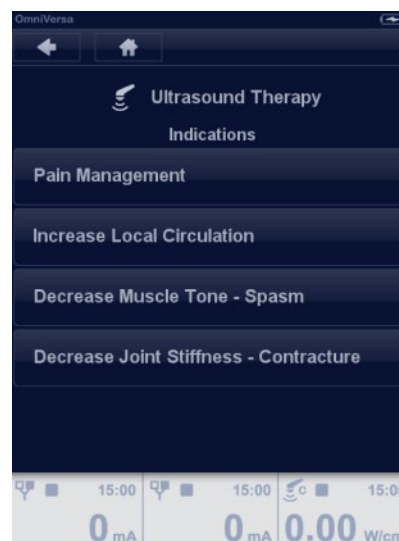 OmniVersa
Ultrasound Therapy
Indications
Pain Management
Increase Local Circulation
Decrease Muscle Tone - Spasm
Decrease Joint Stiffness - Contracture
15:00 15:00 C 15:0
0 mA 0 mA 0.00 W/cm